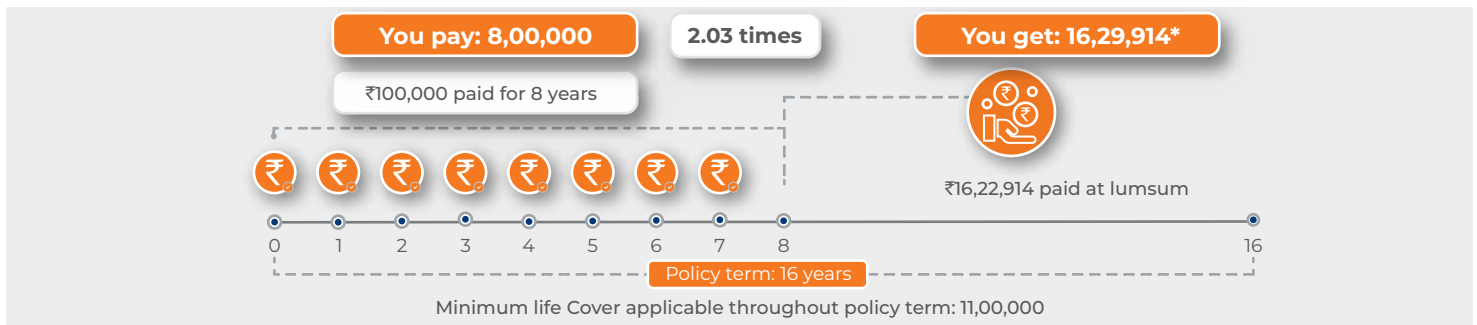 You pay: 8,00,000
2.03 times
You get: 16,29,914*
₹100,000 paid for 8 years
₹ ₹
₹ ₹ ₹ ₹ ₹ ₹ ₹ ₹
₹16,22,914 paid at lumsum
0 1 2 3 4 5 6 7 8 16
Policy term: 16 years
Minimum life Cover applicable throughout policy term: 11,00,000